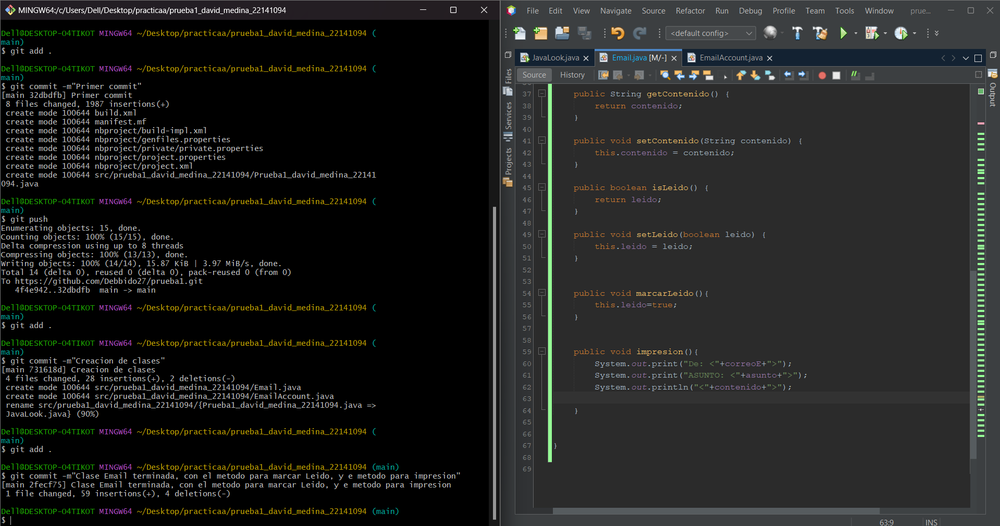 MINGW64:/c/Users/Dell/Desktop/practicaa/prueba1_david_medina_22141094
Dell@DESKTOP-O4TIKOT MINGW64 ~/Desktop/practicaa/prueba1_david_medina_22141094 (
main)
$ git add .
Dell@DESKTOP-O4TIKOT MINGW64 ~/Desktop/practicaa/prueba1_david_medina_22141094 (
main)
$ git commit -m"Primer commit"
[main 32dbdfb] Primer commit
 8 files changed, 1987 insertions(+)
 create mode 100644 build.xml
 create mode 100644 manifest.mf
 create mode 100644 nbproject/build-impl.xml
 create mode 100644 nbproject/genfiles.properties
 create mode 100644 nbproject/private/private.properties
 create mode 100644 nbproject/project.properties
 create mode 100644 nbproject/project.xml
 create mode 100644 src/prueba1_david_medina_22141094/Prueba1_david_medina_22141
094.java
Dell@DESKTOP-O4TIKOT MINGW64 ~/Desktop/practicaa/prueba1_david_medina_22141094 (
main)
$ git push
Enumerating objects: 15, done.
Counting objects: 100% (15/15), done.
Delta compression using up to 8 threads
Compressing objects: 100% (13/13), done.
Writing objects: 100% (14/14), 15.87 KiB | 3.97 MiB/s, done.
Total 14 (delta 0), reused 0 (delta 0), pack-reused 0 (from 0)
To https://github.com/Debbido27/prueba1.git
   4f4e942..32dbdfb  main -> main
Dell@DESKTOP-O4TIKOT MINGW64 ~/Desktop/practicaa/prueba1_david_medina_22141094 (
main)
$ git add .
Dell@DESKTOP-O4TIKOT MINGW64 ~/Desktop/practicaa/prueba1_david_medina_22141094 (
main)
$ git commit -m"Creacion de clases"
[main 731618d] Creacion de clases
 4 files changed, 28 insertions(+), 2 deletions(-)
 create mode 100644 src/prueba1_david_medina_22141094/Email.java
 create mode 100644 src/prueba1_david_medina_22141094/EmailAccount.java
 rename src/prueba1_david_medina_22141094/{Prueba1_david_medina_22141094.java =>
 JavaLook.java} (90%)
Dell@DESKTOP-O4TIKOT MINGW64 ~/Desktop/practicaa/prueba1_david_medina_22141094 (
main)
$ git add .
Dell@DESKTOP-O4TIKOT MINGW64 ~/Desktop/practicaa/prueba1_david_medina_22141094 (main)
$ git commit -m"Clase Email terminada, con el metodo para marcar Leido, y e metodo para impresion"
[main 2fecf75] Clase Email terminada, con el metodo para marcar Leido, y e metodo para impresion
 1 file changed, 59 insertions(+), 4 deletions(-)
Dell@DESKTOP-O4TIKOT MINGW64 ~/Desktop/practicaa/prueba1_david_medina_22141094 (main)
$
File Edit View Navigate Source Refactor Run Debug Profile Team Tools Window prue...
<default config>
JavaLook.java Email.java [M/-] EmailAccount.java
Source History
Files
Services
Projects
Output
37 public String getContenido() {
38 return contenido;
39 }
40
41 public void setContenido(String contenido) {
42 this.contenido = contenido;
43 }
44
45 public boolean isLeido() {
46 return leido;
47 }
48
49 public void setLeido(boolean leido) {
50 this.leido = leido;
51 }
52
53
54 public void marcarLeido(){
55 this.leido=true;
56 }
57
58
59 public void impresion(){
60 System.out.print("De: <"+correoE+">");
61 System.out.print("ASUNTO: <"+asunto+">");
62 System.out.println("<"+contenido+">");
63
64 }
65
66
67 }
68
69
63:9 INS